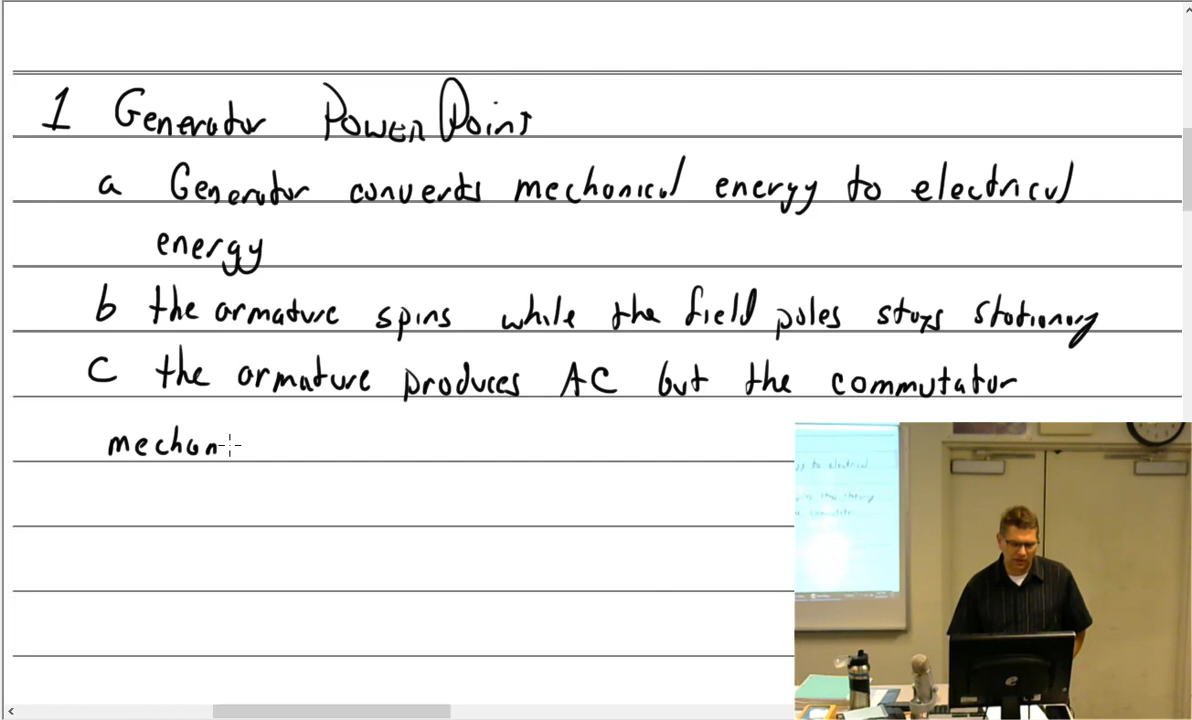 1 Generator PowerPoint
a Generator converts mechanical energy to electrical
energy
b the armature spins while the field poles stays stationary
c the armature produces AC but the commutator
mechan